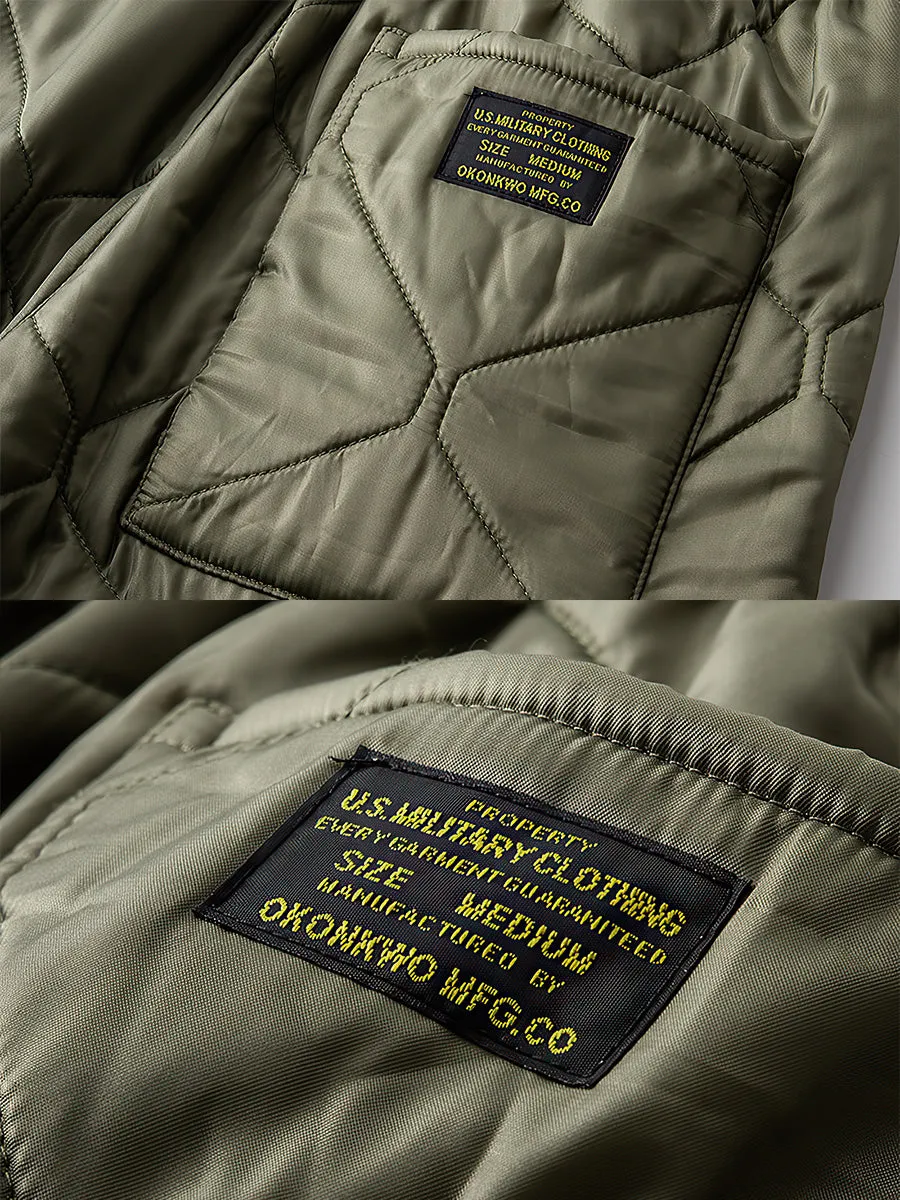 PROPERTY
U.S.MILITARY CLOTHING
EVERY GARMENT GUARANTEED
SIZE MEDIUM
MANUFACTURED BY
OKONKWO MFG.CO
PROPERTY
U.S.MILITARY CLOTHING
EVERY GARMENT GUARANTEED
SIZE MEDIUM
MANUFACTURED BY
OKONKWO MFG.CO